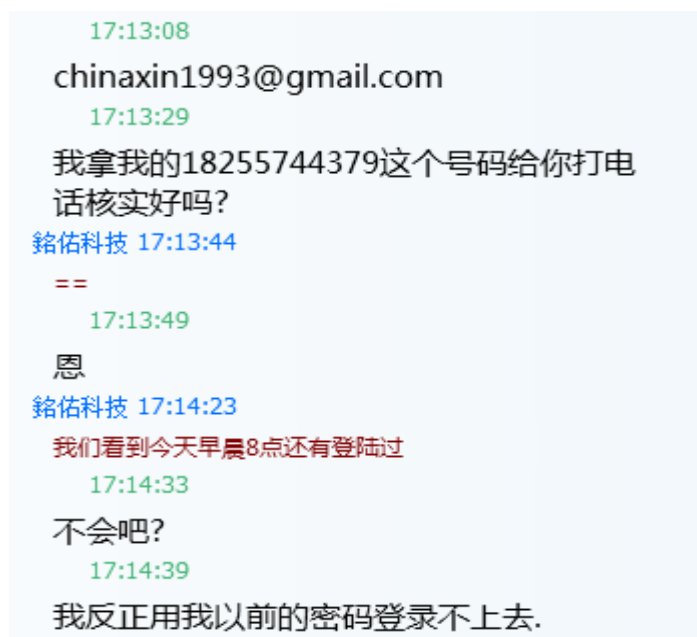 17:13:08
chinaxin1993@gmail.com
17:13:29
我拿我的18255744379这个号码给你打电
话核实好吗?
銘佑科技 17:13:44
==
17:13:49
恩
銘佑科技 17:14:23
我们看到今天早晨8点还有登陆过
17:14:33
不会吧?
17:14:39
我反正用我以前的密码登录不上去.